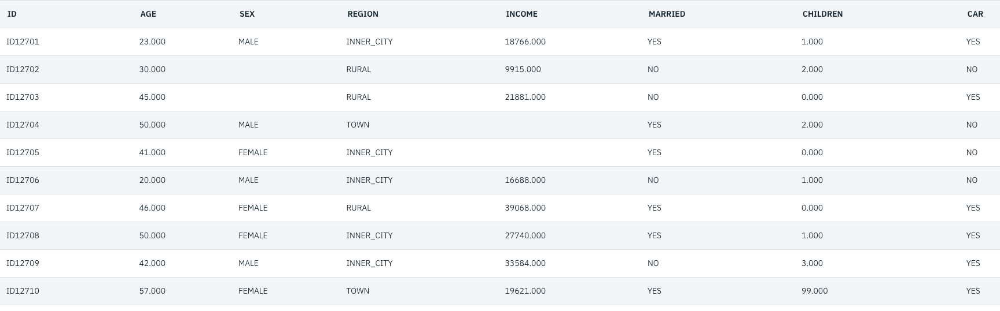 ID AGE SEX REGION INCOME MARRIED CHILDREN CAR
ID12701 23.000 MALE INNER_CITY 18766.000 YES 1.000 YES
ID12702 30.000 RURAL 9915.000 NO 2.000 NO
ID12703 45.000 RURAL 21881.000 NO 0.000 YES
ID12704 50.000 MALE TOWN YES 2.000 NO
ID12705 41.000 FEMALE INNER_CITY YES 0.000 NO
ID12706 20.000 MALE INNER_CITY 16688.000 NO 1.000 NO
ID12707 46.000 FEMALE RURAL 39068.000 YES 0.000 YES
ID12708 50.000 FEMALE INNER_CITY 27740.000 YES 1.000 YES
ID12709 42.000 MALE INNER_CITY 33584.000 NO 3.000 YES
ID12710 57.000 FEMALE TOWN 19621.000 YES 99.000 YES